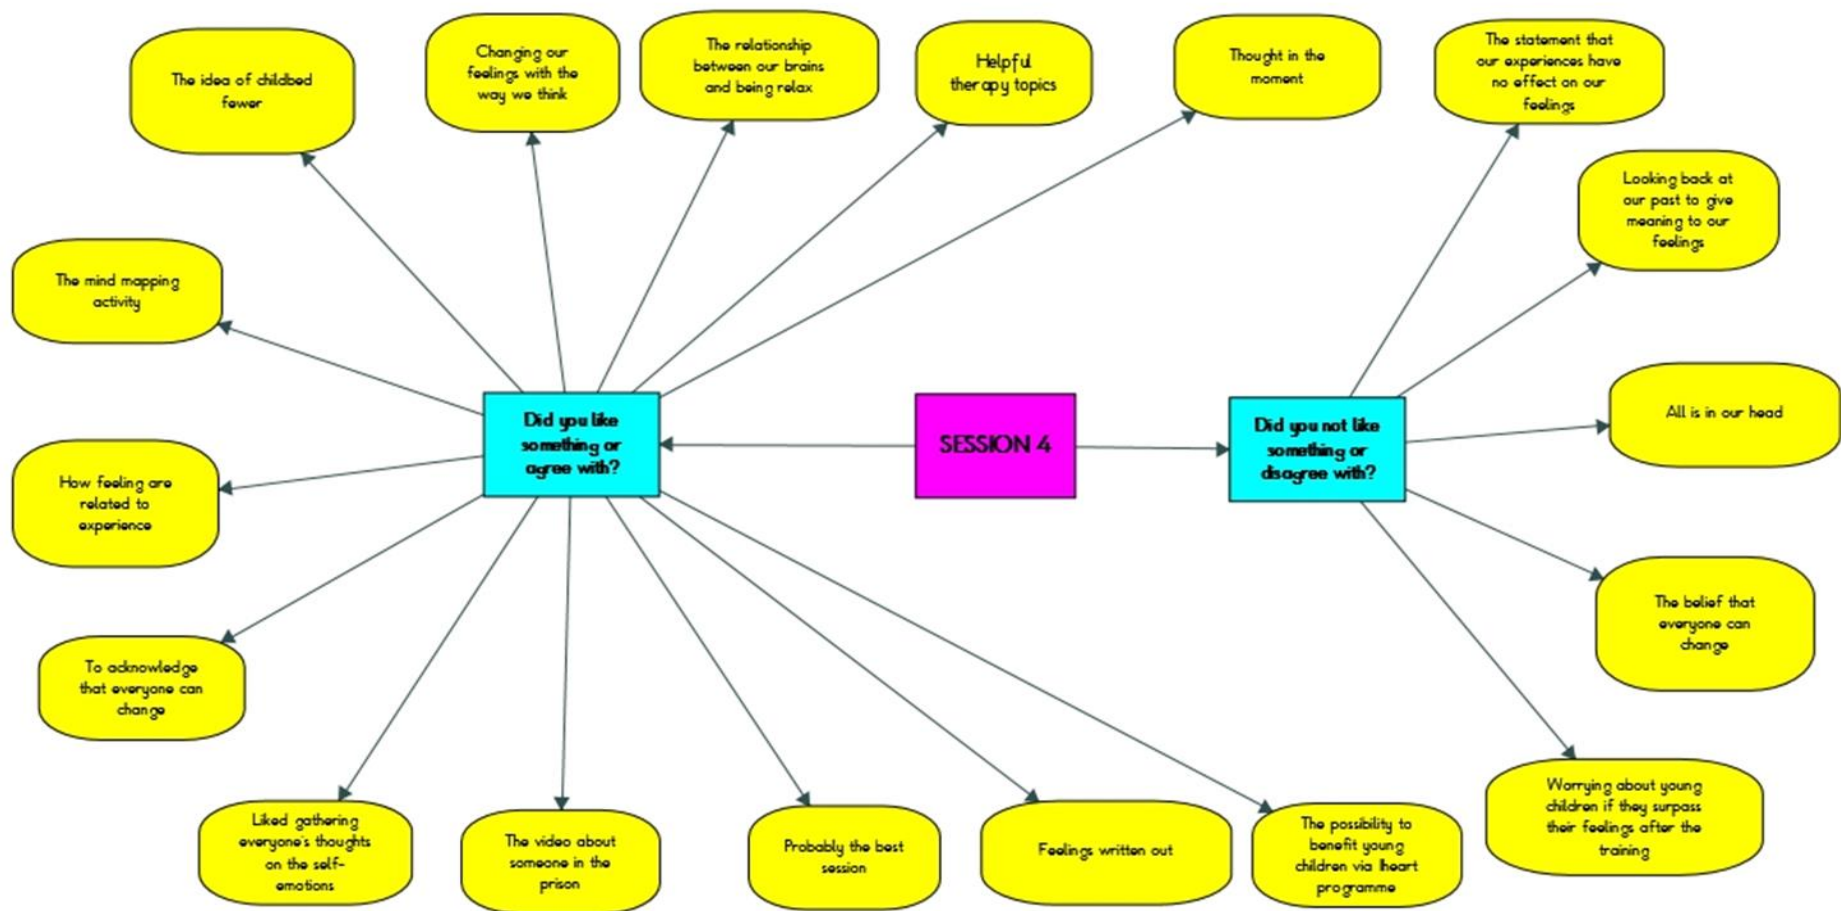 The idea of childbed
fewer
Changing our
feelings with the
way we think
The relationship
between our brains
and being relax
Helpful
therapy topics
Thought in the
moment
The statement that
our experiences have
no effect on our
feelings
Looking back at
our past to give
meaning to our
feelings
The mind mapping
activity
Did you like
something or
agree with?
SESSION 4
Did you not like
something or
disagree with?
All is in our head
How feeling are
related to
experience
The belief that
everyone can
change
To acknowledge
that everyone can
change
Liked gathering
everyone's thoughts
on the self-
emotions
The video about
someone in the
prison
Probably the best
session
Feelings written out
The possibility to
benefit young
children via Iheart
programme
Worrying about young
children if they surpass
their feelings after the
training